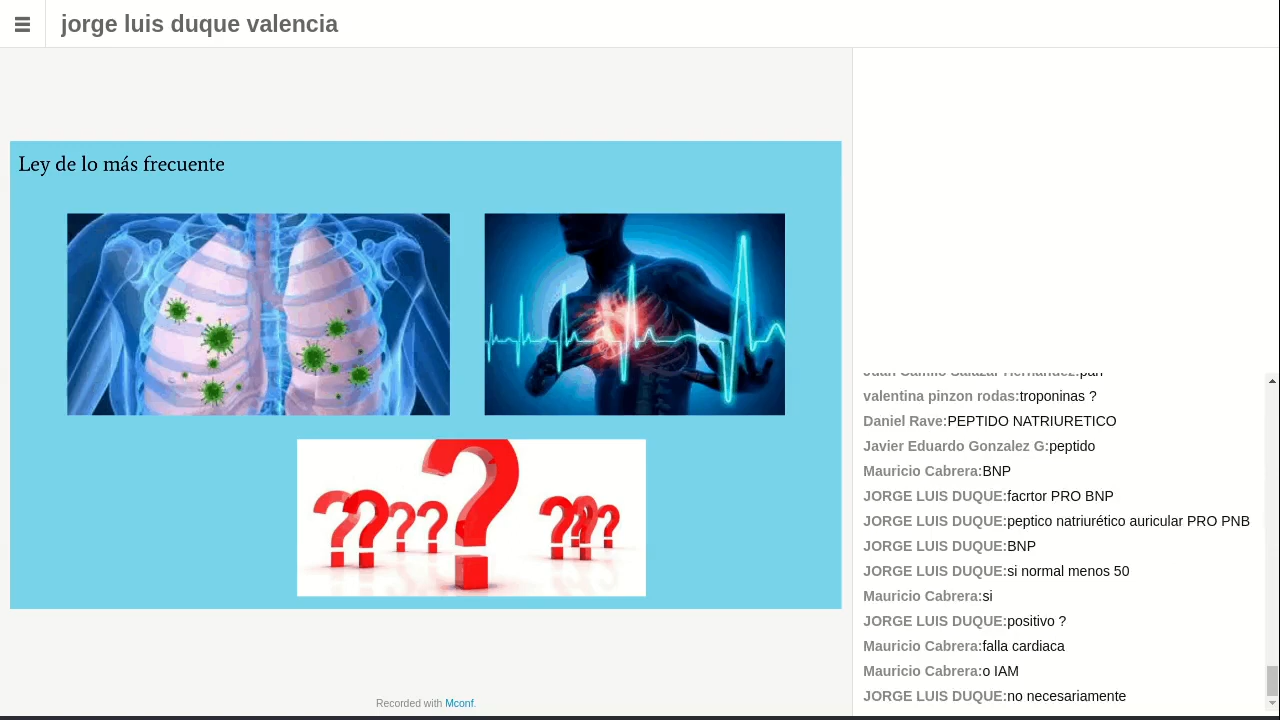 jorge luis duque valencia
Ley de lo más frecuente
valentina pinzon rodas:troponinas ?
Daniel Rave:PEPTIDO NATRIURETICO
Javier Eduardo Gonzalez G:peptido
Mauricio Cabrera:BNP
JORGE LUIS DUQUE:facrtor PRO BNP
JORGE LUIS DUQUE:peptico natriurético auricular PRO PNB
JORGE LUIS DUQUE:BNP
JORGE LUIS DUQUE:si normal menos 50
Mauricio Cabrera:si
JORGE LUIS DUQUE:positivo ?
Mauricio Cabrera:falla cardiaca
Mauricio Cabrera:o IAM
JORGE LUIS DUQUE:no necesariamente
Recorded with Mconf.